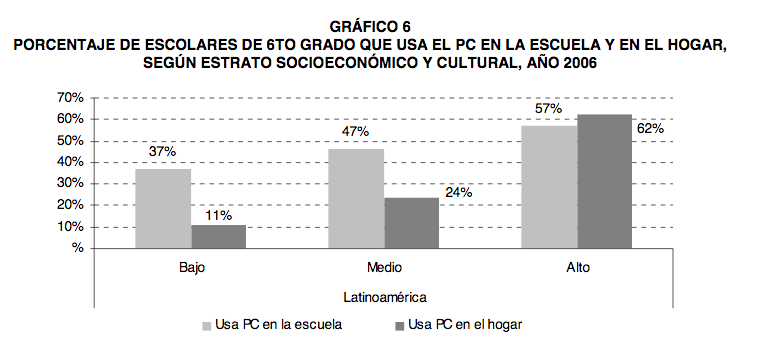 GRÁFICO 6
PORCENTAJE DE ESCOLARES DE 6TO GRADO QUE USA EL PC EN LA ESCUELA Y EN EL HOGAR,
SEGÚN ESTRATO SOCIOECONÓMICO Y CULTURAL, AÑO 2006
70%
60%
50%
40%
30%
20%
10%
%
37%
11%
47%
24%
57%
62%
Bajo
Medio
Alto
Latinoamérica
Usa PC en la escuela
Usa PC en el hogar